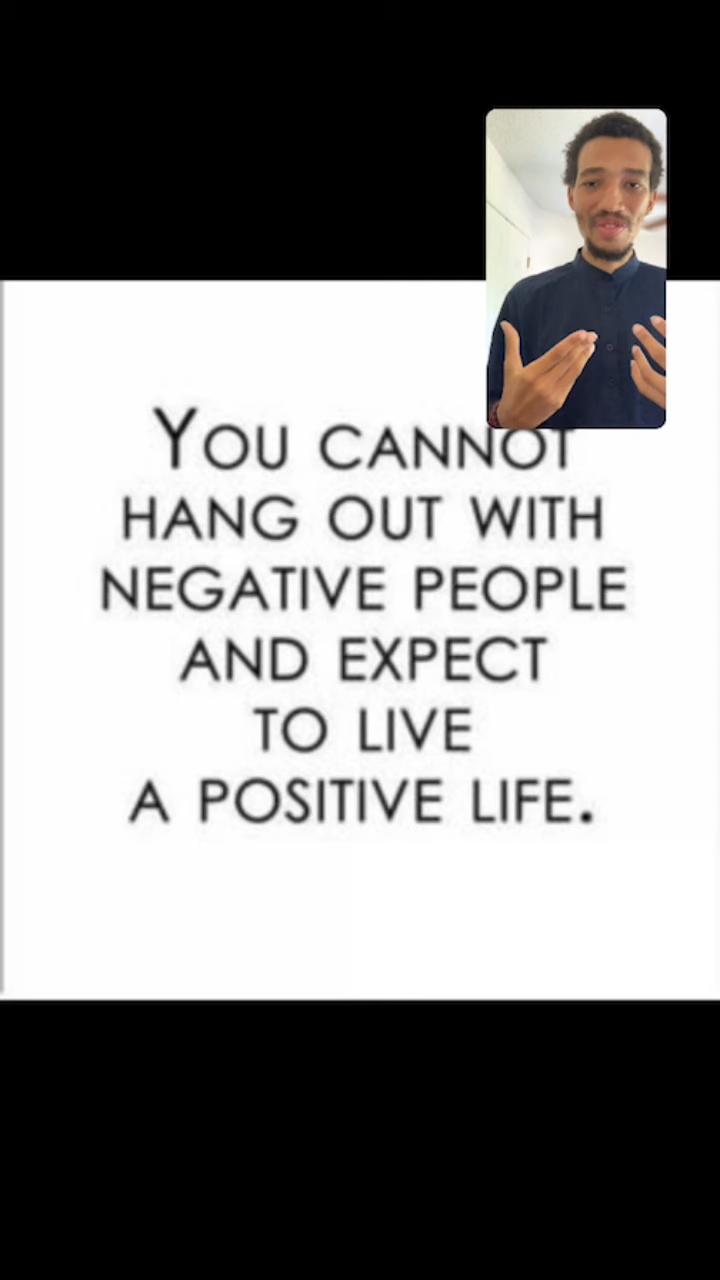 You cannot
hang out with
negative people
and expect
to live
a positive life.